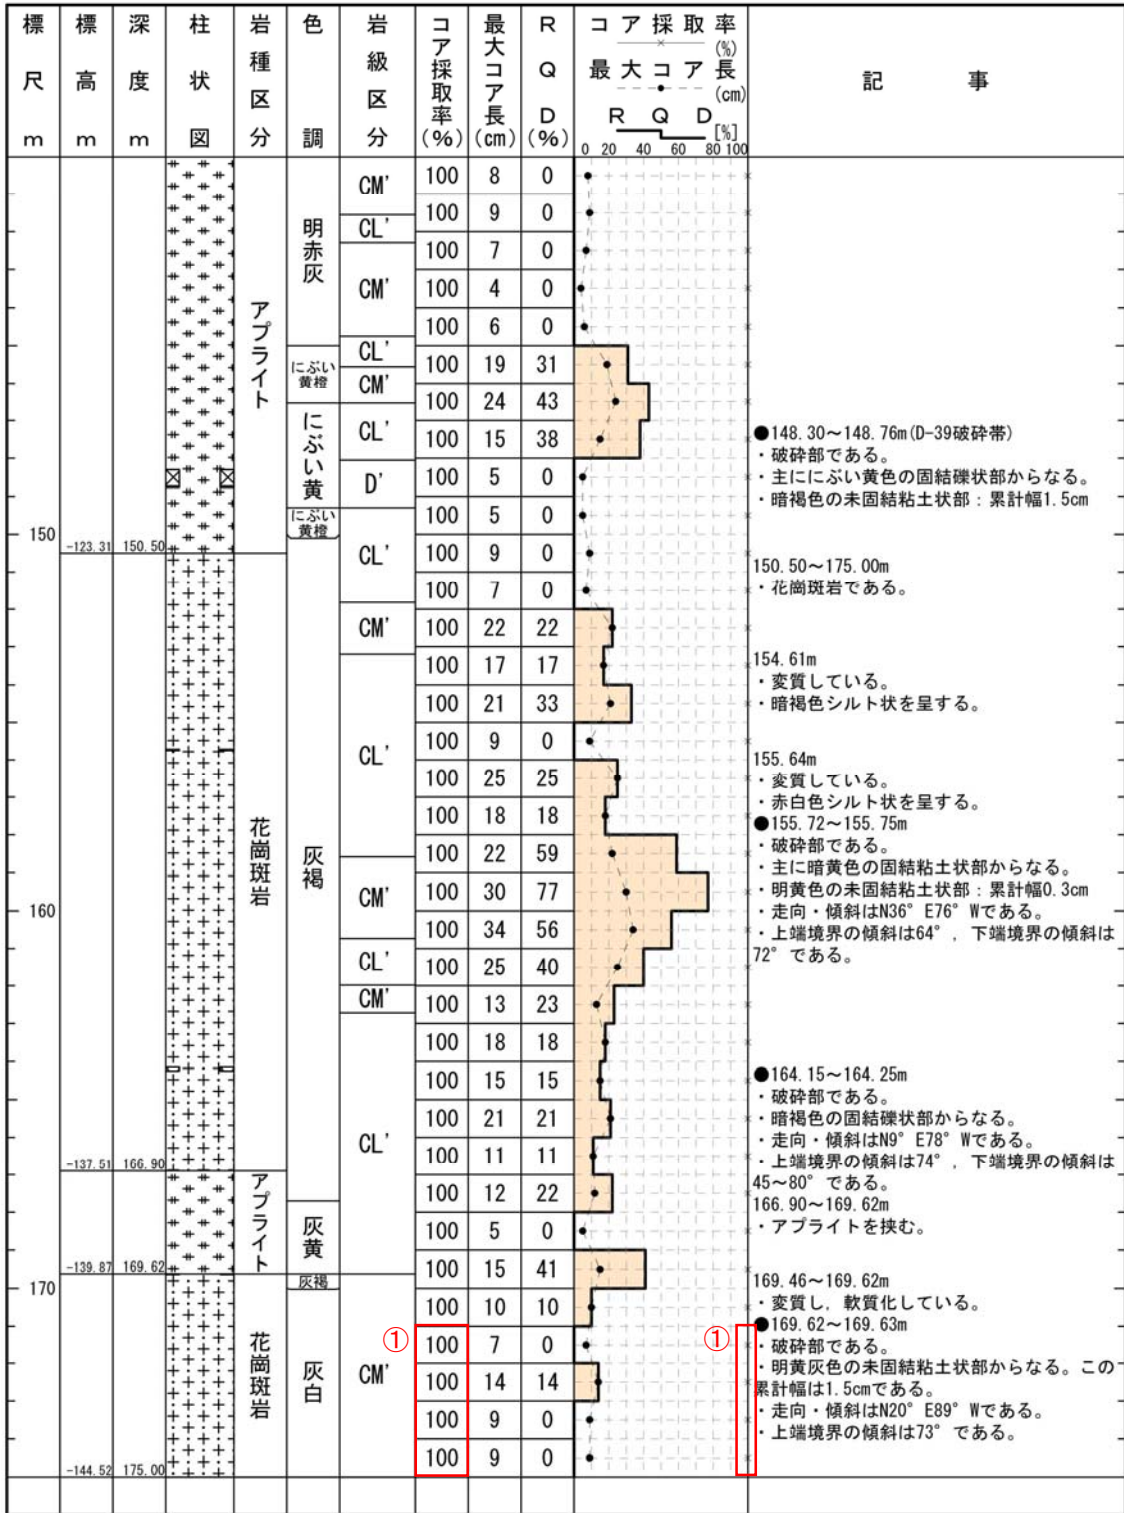 標尺 m
標高 m
深度 m
柱状図
岩種区分
色調
岩級区分
コア採取率(%)
最大コア長(cm)
RQD(%)
コア採取率(%)
最大コア長(cm)
RQD[%]
0 20 40 60 80 100
アプライト
花崗斑岩
アプライト
花崗斑岩
明赤灰
にぶい黄橙
にぶい黄
にぶい黄橙
灰褐
灰黄
灰褐
灰白
CM'
CL'
CM'
CL'
CM'
CL'
D'
CL'
CM'
CL'
CM'
CL'
CM'
CL'
CM'
150
160
170
-123.31 150.50
-137.51 166.90
-139.87 169.62
-144.52 175.00
100 8 0
100 9 0
100 7 0
100 4 0
100 6 0
100 19 31
100 24 43
100 15 38
100 5 0
100 5 0
100 9 0
100 7 0
100 22 22
100 17 17
100 21 33
100 9 0
100 25 25
100 18 18
100 22 59
100 30 77
100 34 56
100 25 40
100 13 23
100 18 18
100 15 15
100 21 21
100 11 11
100 12 22
100 5 0
100 15 41
100 10 10
100 7 0
100 14 14
100 9 0
100 9 0
①
①
記事
●148.30～148.76m(D-39破砕帯)
・破砕部である。
・主ににぶい黄色の固結礫状部からなる。
・暗褐色の未固結粘土状部：累計幅1.5cm
150.50～175.00m
・花崗斑岩である。
154.61m
・変質している。
・暗褐色シルト状を呈する。
155.64m
・変質している。
・赤白色シルト状を呈する。
●155.72～155.75m
・破砕部である。
・主に暗黄色の固結粘土状部からなる。
・明黄色の未固結粘土状部：累計幅0.3cm
・走向・傾斜はN36°E76°Wである。
・上端境界の傾斜は64°，下端境界の傾斜は
72°である。
●164.15～164.25m
・破砕部である。
・暗褐色の固結礫状部からなる。
・走向・傾斜はN9°E78°Wである。
・上端境界の傾斜は74°，下端境界の傾斜は
45～80°である。
166.90～169.62m
・アプライトを挟む。
169.46～169.62m
・変質し，軟質化している。
●169.62～169.63m
・破砕部である。
・明黄灰色の未固結粘土状部からなる。この
累計幅は1.5cmである。
・走向・傾斜はN20°E89°Wである。
・上端境界の傾斜は73°である。